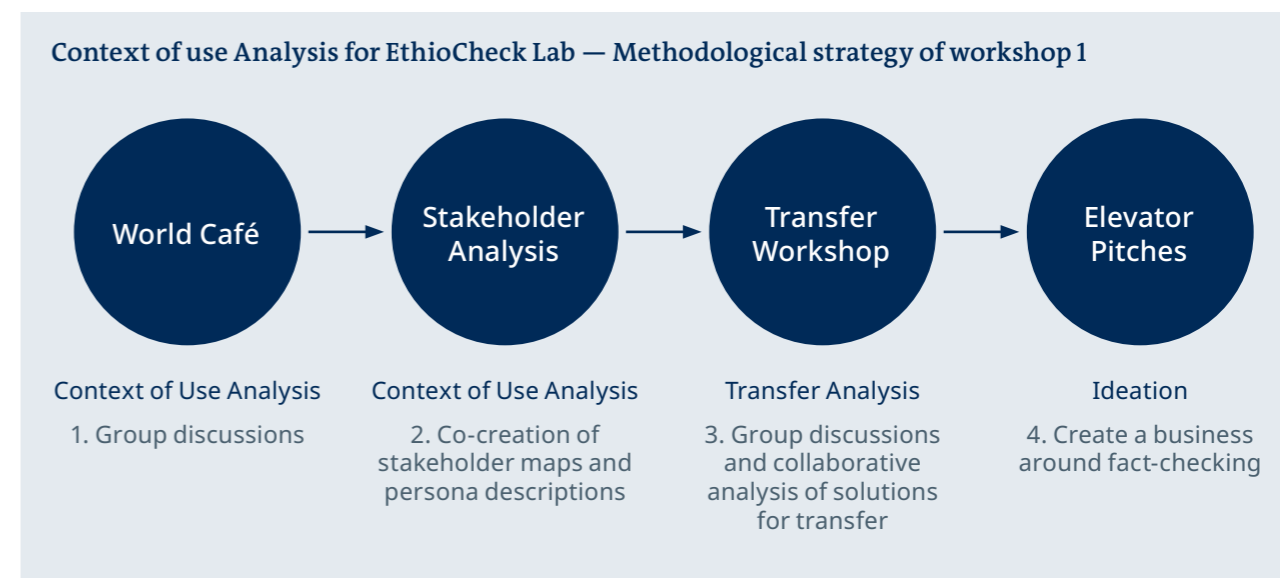 Context of use Analysis for EthioCheck Lab — Methodological strategy of workshop 1
World Café
Stakeholder
Analysis
Transfer
Workshop
Elevator
Pitches
Context of Use Analysis
1. Group discussions
Context of Use Analysis
2. Co-creation of
stakeholder maps and
persona descriptions
Transfer Analysis
3. Group discussions
and collaborative
analysis of solutions
for transfer
Ideation
4. Create a business
around fact-checking